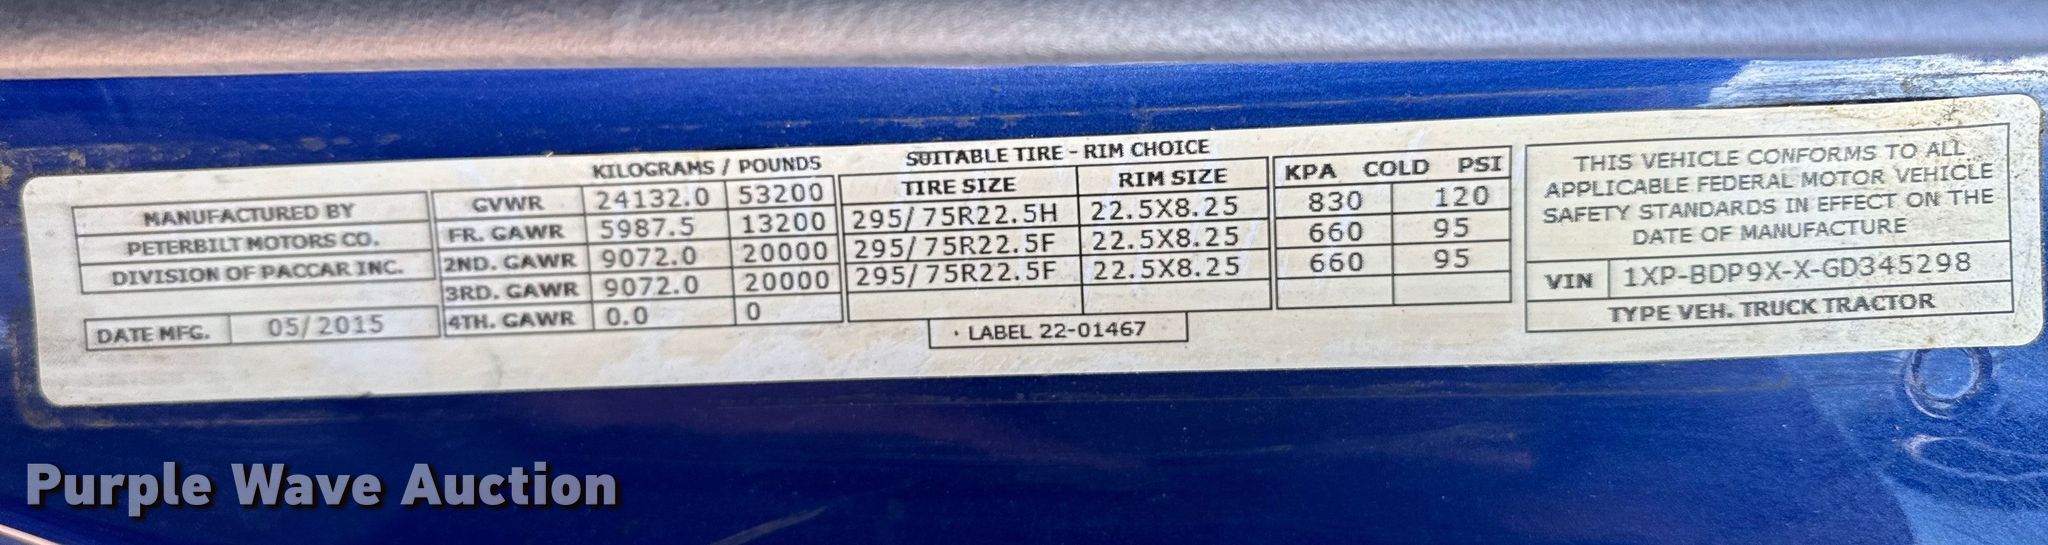 MANUFACTURED BY
PETERBILT MOTORS CO.
DIVISION OF PACCAR INC.
DATE MFG. 05/2015
KILOGRAMS / POUNDS
GVWR 24132.0 53200
FR. GAWR 5987.5 13200
2ND. GAWR 9072.0 20000
3RD. GAWR 9072.0 20000
4TH. GAWR 0.0 0
SUITABLE TIRE - RIM CHOICE
TIRE SIZE RIM SIZE KPA COLD PSI
295/75R22.5H 22.5X8.25 830 120
295/75R22.5F 22.5X8.25 660 95
295/75R22.5F 22.5X8.25 660 95
LABEL 22-01467
THIS VEHICLE CONFORMS TO ALL
APPLICABLE FEDERAL MOTOR VEHICLE
SAFETY STANDARDS IN EFFECT ON THE
DATE OF MANUFACTURE
VIN 1XP-BDP9X-X-GD345298
TYPE VEH. TRUCK TRACTOR
Purple Wave Auction